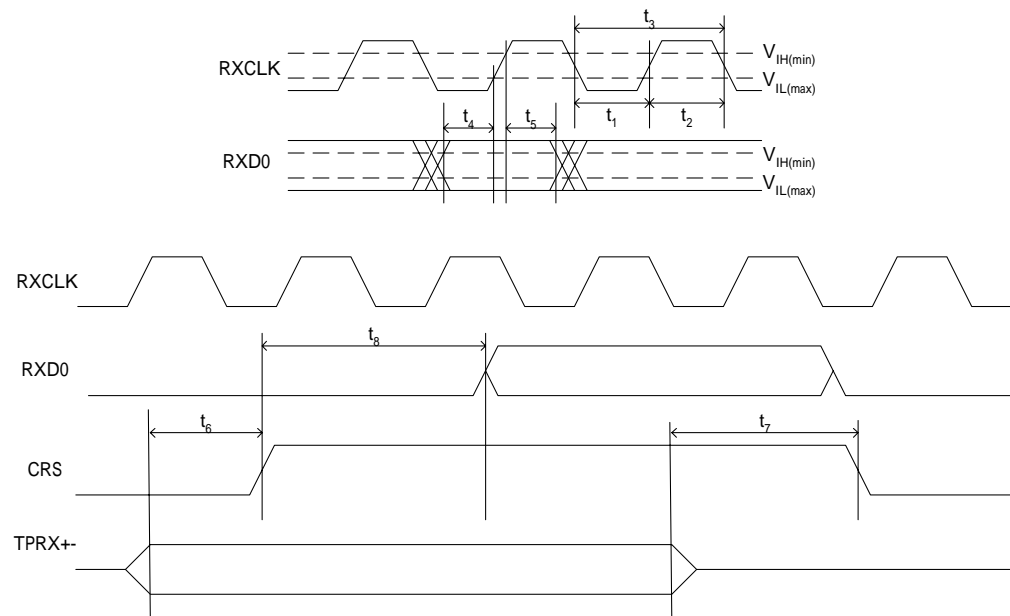 t3
RXCLK
VIH(min)
VIL(max)
t4
t5
t1
t2
RXD0
VIH(min)
VIL(max)
RXCLK
t8
RXD0
t6
t7
CRS
TPRX+-